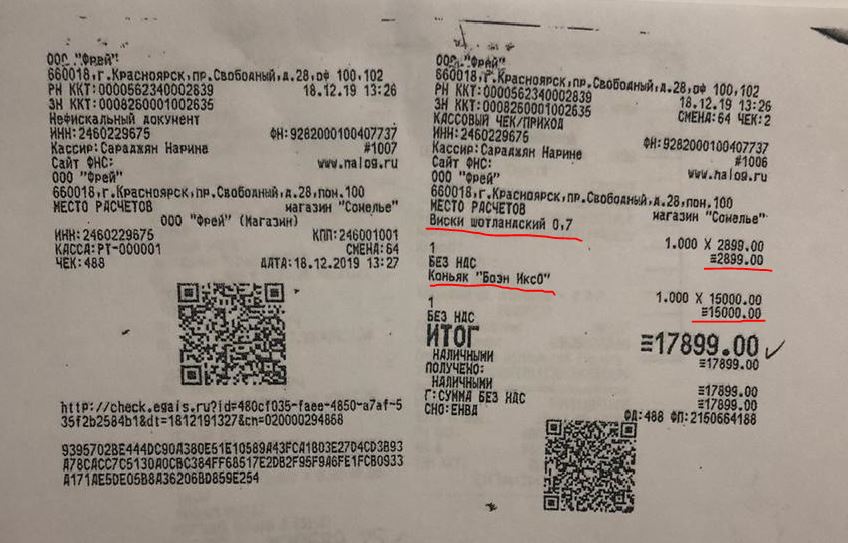 ООО "Фрей"
660018,г.Красноярск,пр.Свободный,д.28,оф 100,102
РН ККТ:0000562340002839 18.12.19 13:26
ЗН ККТ:0008260001002635
Нефискальный документ
ИНН:2460229675 ФН:9282000100407737
Кассир:Сараджян Нарине #1007
Сайт ФНС: www.nalog.ru
ООО "Фрей"
660018,г.Красноярск,пр.Свободный,д.28,пом.100
МЕСТО РАСЧЕТОВ магазин "Сомелье"
ООО "Фрей" (Магазин)
ИНН:2460229675 КПП:246001001
КАССА:РТ-000001 СМЕНА:64
ЧЕК:488 ДАТА:18.12.2019 13:27
http://check.egais.ru?id=480cf035-faee-4850-a7af-5
35f2b2584b1&dt=1812191327&cn=020000294868
9395702BE444DC90A380E51E10589A43FCA18D3E27D4CD3B93
A78CACC7C5130A0CBC384FF68517E2DB2F95F9A6FE1FCB0933
A171AE5DE05B8A36206BD859E254
ООО "Фрей"
660018,г.Красноярск,пр.Свободный,д.28,оф 100,102
РН ККТ:0000562340002839 18.12.19 13:26
ЗН ККТ:0008260001002635 СМЕНА:64 ЧЕК:2
КАССОВЫЙ ЧЕК/ПРИХОД
ИНН:2460229675 ФН:9282000100407737
Кассир:Сараджян Нарине #1006
Сайт ФНС: www.nalog.ru
ООО "Фрей"
660018,г.Красноярск,пр.Свободный,д.28,пом.100
МЕСТО РАСЧЕТОВ магазин "Сомелье"
Виски шотландский 0,7
1.000 X 2899.00
1 ≡2899.00
БЕЗ НДС
Коньяк "Боэн ИксО"
1.000 X 15000.00
1 ≡15000.00
БЕЗ НДС
ИТОГ ≡17899.00
НАЛИЧНЫМИ ≡17899.00
ПОЛУЧЕНО:
НАЛИЧНЫМИ ≡17899.00
Г:СУММА БЕЗ НДС ≡17899.00
СНО:ЕНВД ФД:488 ФП:2150664188